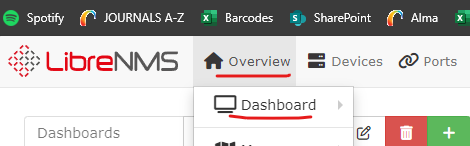 Spotify JOURNALS A-Z Barcodes SharePoint Alma
LibreNMS Overview Devices Ports
Dashboard
Dashboards